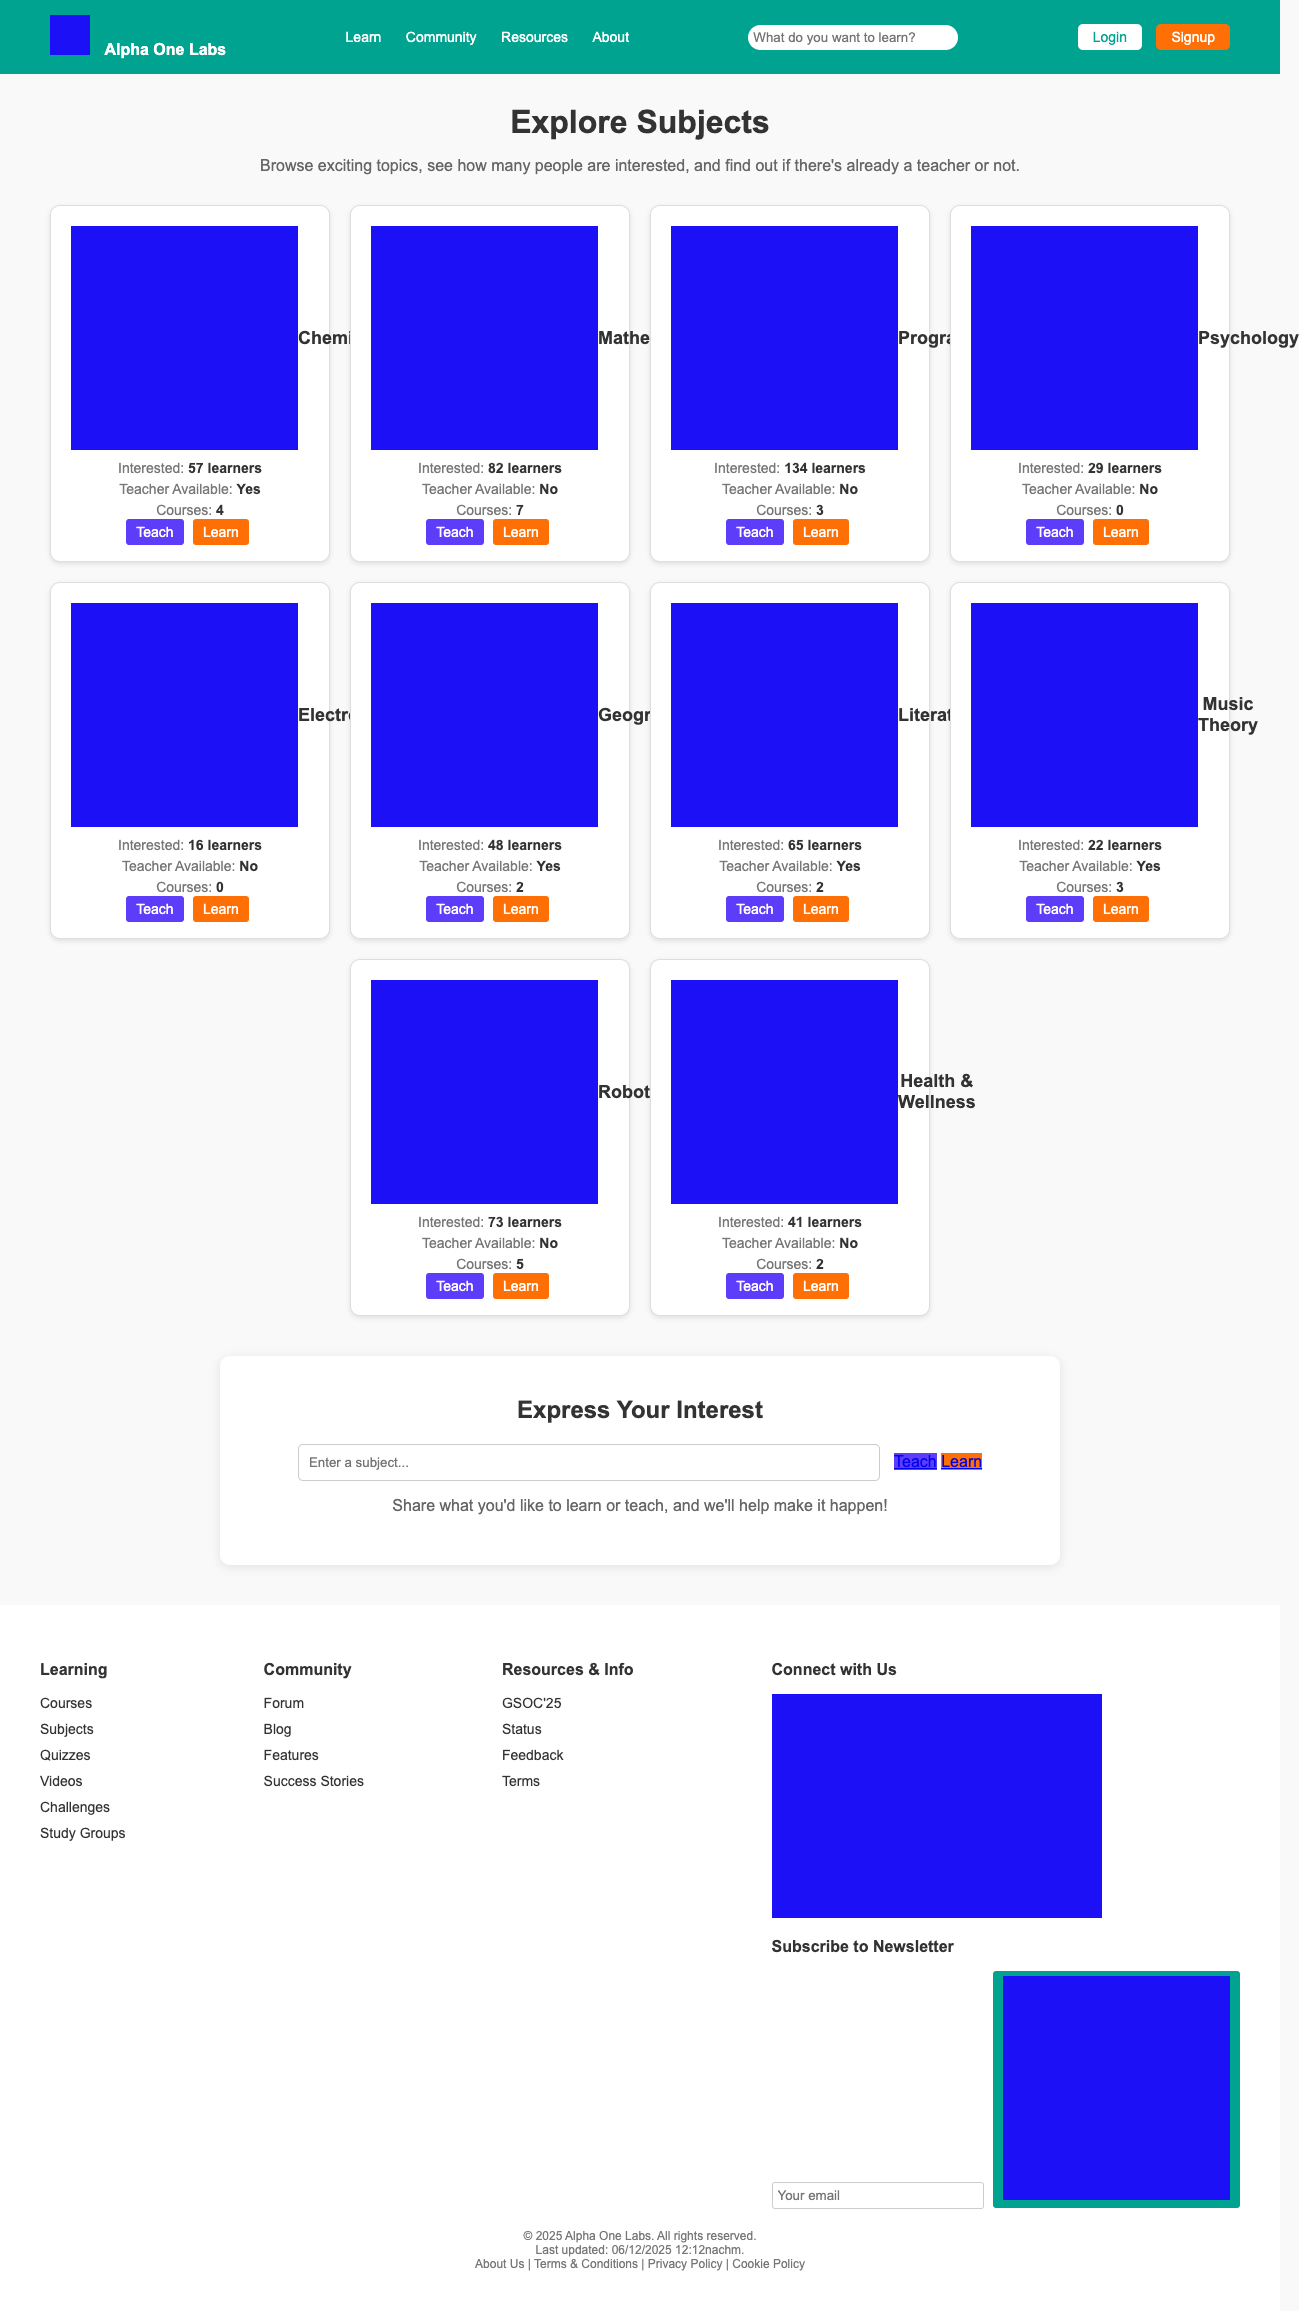 Alpha One Labs
Learn Community Resources About
What do you want to learn?
Login Signup
Explore Subjects
Browse exciting topics, see how many people are interested, and find out if there's already a teacher or not.
Chemi
Interested: 57 learners
Teacher Available: Yes
Courses: 4
Teach Learn
Mathe
Interested: 82 learners
Teacher Available: No
Courses: 7
Teach Learn
Progra
Interested: 134 learners
Teacher Available: No
Courses: 3
Teach Learn
Psychology
Interested: 29 learners
Teacher Available: No
Courses: 0
Teach Learn
Electr
Interested: 16 learners
Teacher Available: No
Courses: 0
Teach Learn
Geogr
Interested: 48 learners
Teacher Available: Yes
Courses: 2
Teach Learn
Literat
Interested: 65 learners
Teacher Available: Yes
Courses: 2
Teach Learn
Music
Theory
Interested: 22 learners
Teacher Available: Yes
Courses: 3
Teach Learn
Robot
Interested: 73 learners
Teacher Available: No
Courses: 5
Teach Learn
Health &
Wellness
Interested: 41 learners
Teacher Available: No
Courses: 2
Teach Learn
Express Your Interest
Enter a subject...
Teach Learn
Share what you'd like to learn or teach, and we'll help make it happen!
Learning
Courses
Subjects
Quizzes
Videos
Challenges
Study Groups
Community
Forum
Blog
Features
Success Stories
Resources & Info
GSOC'25
Status
Feedback
Terms
Connect with Us
Subscribe to Newsletter
Your email
© 2025 Alpha One Labs. All rights reserved.
Last updated: 06/12/2025 12:12nachm.
About Us | Terms & Conditions | Privacy Policy | Cookie Policy